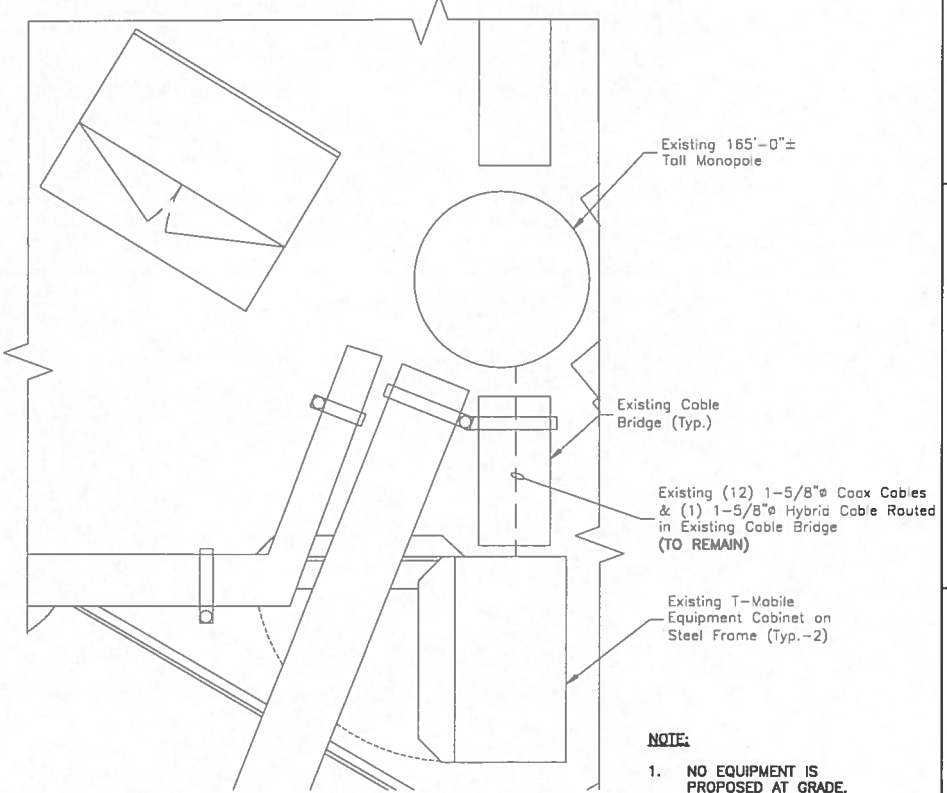 Existing 165'-0"±
Tall Monopole
Existing Cable
Bridge (Typ.)
Existing (12) 1-5/8"ø Coax Cables
& (1) 1-5/8"ø Hybrid Cable Routed
in Existing Cable Bridge
(TO REMAIN)
Existing T-Mobile
Equipment Cabinet on
Steel Frame (Typ.-2)
NOTE:
1. NO EQUIPMENT IS
PROPOSED AT GRADE.